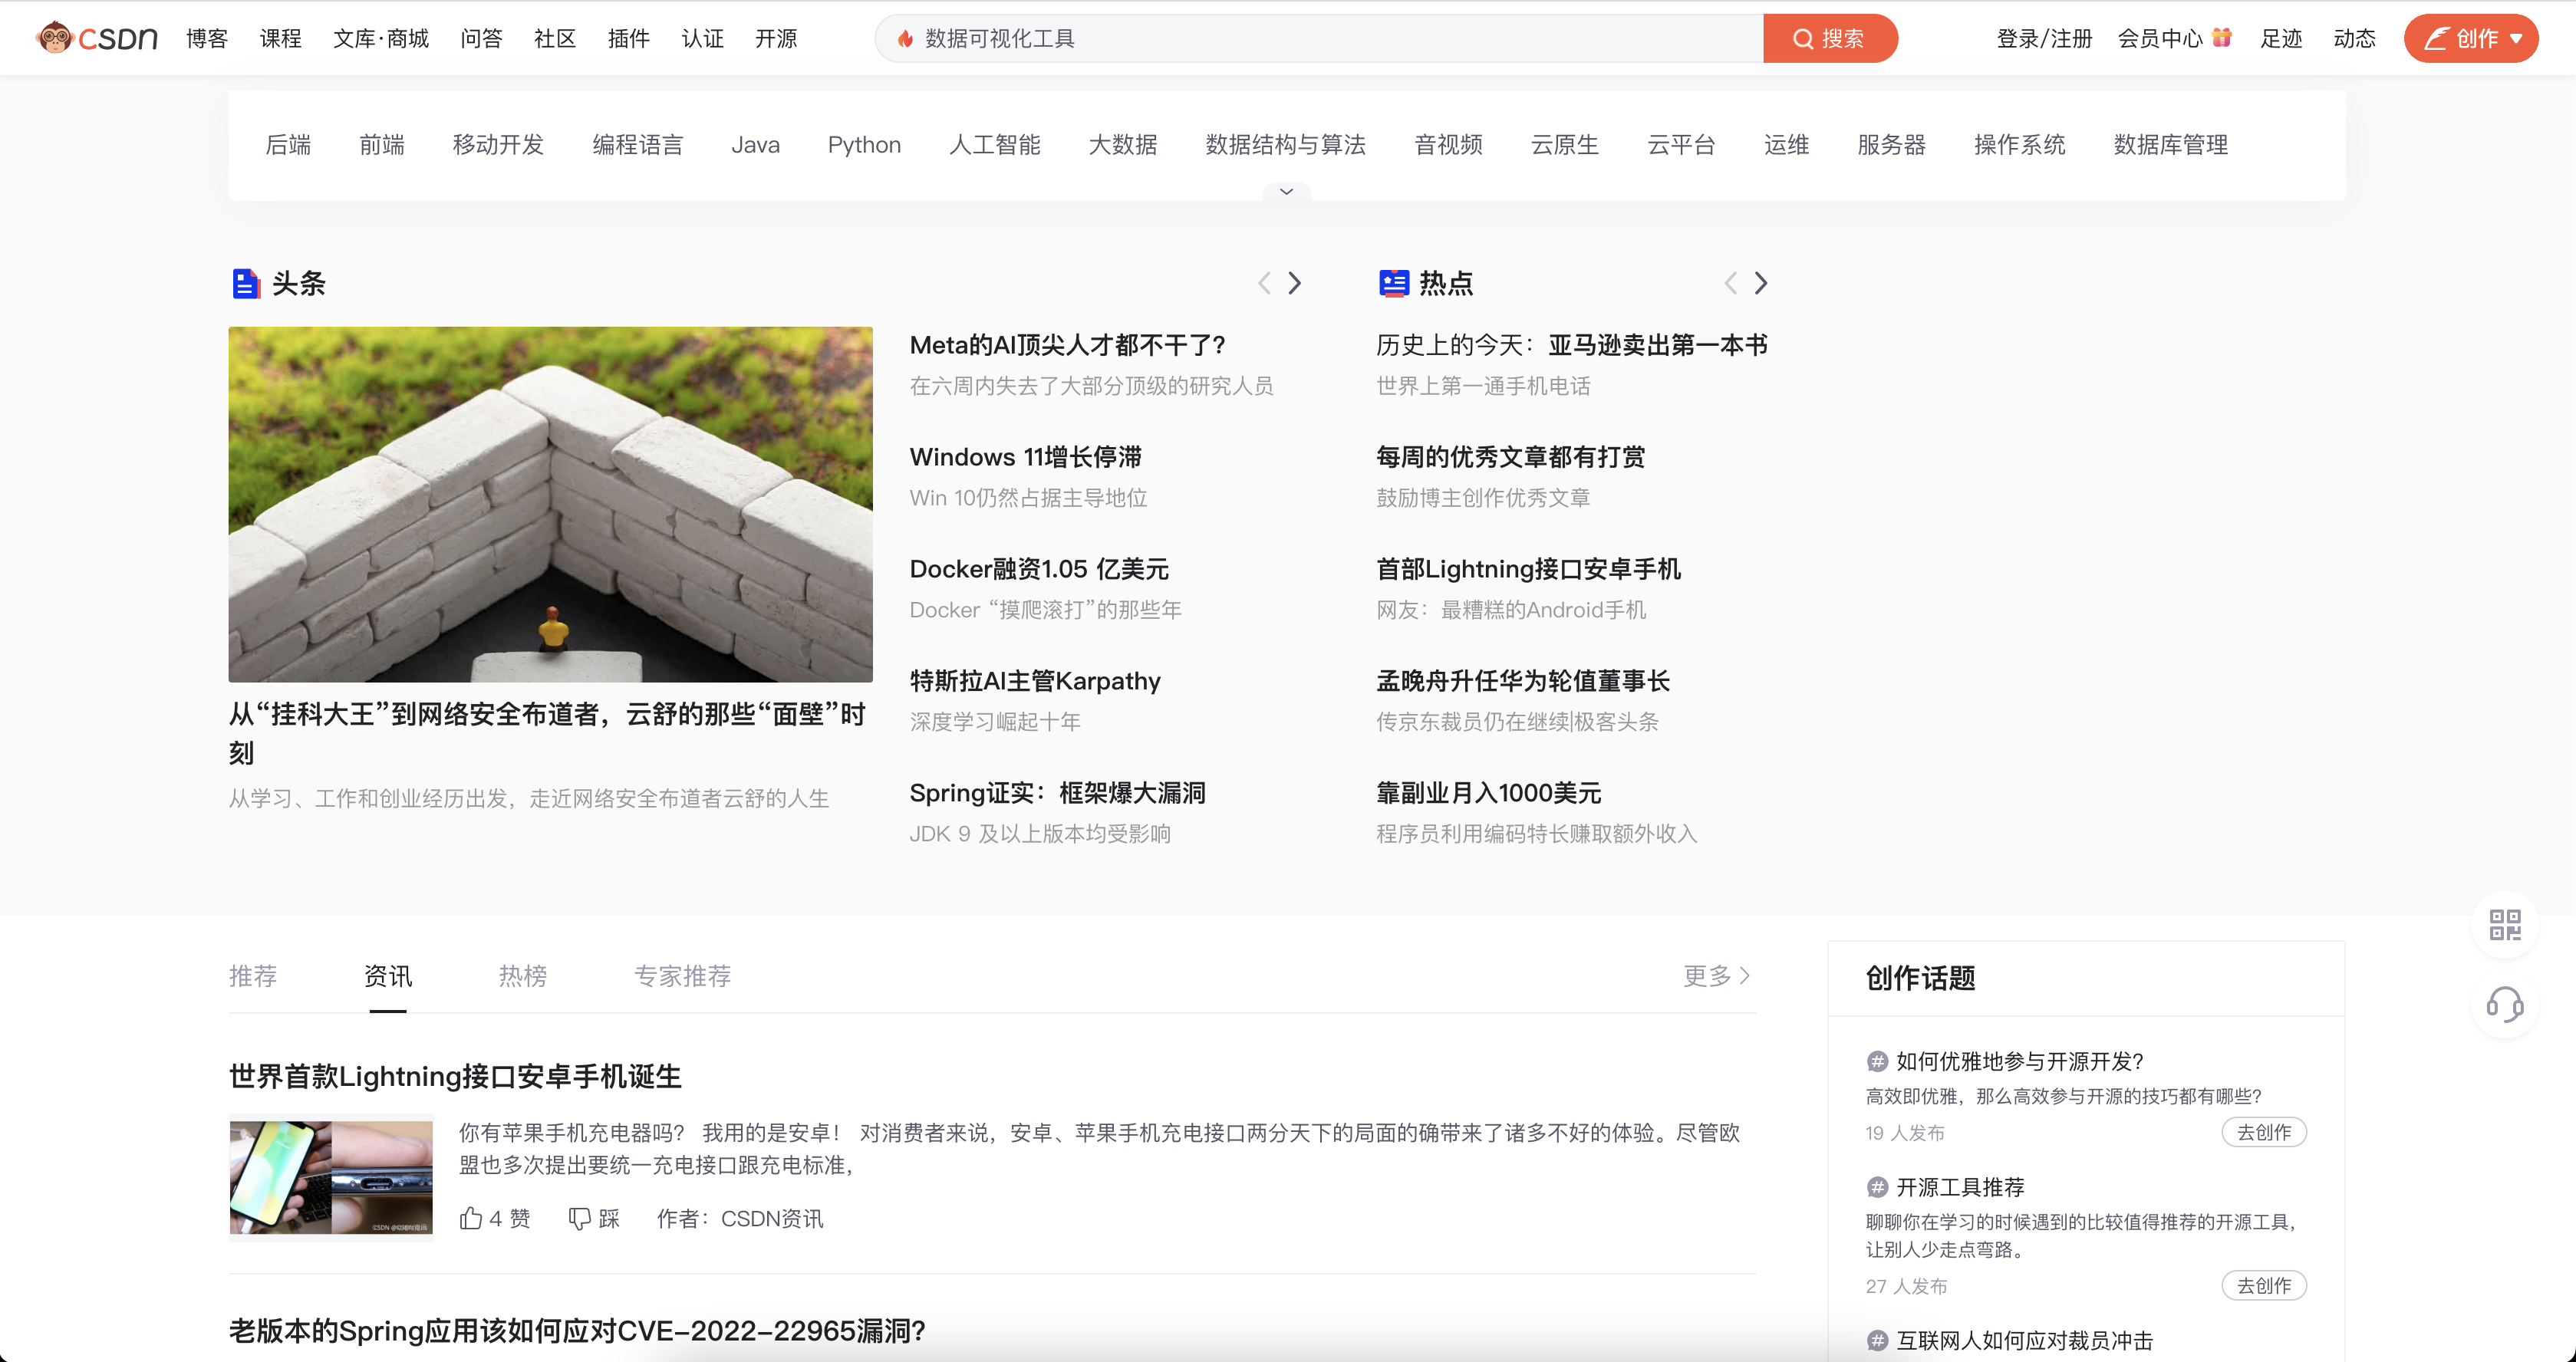 CSDN 博客 课程 文库·商城 问答 社区 插件 认证 开源 数据可视化工具 搜索 登录/注册 会员中心 足迹 动态 创作
后端 前端 移动开发 编程语言 Java Python 人工智能 大数据 数据结构与算法 音视频 云原生 云平台 运维 服务器 操作系统 数据库管理
头条
从“挂科大王”到网络安全布道者，云舒的那些“面壁”时
刻
从学习、工作和创业经历出发，走近网络安全布道者云舒的人生
Meta的AI顶尖人才都不干了?
在六周内失去了大部分顶级的研究人员
Windows 11增长停滞
Win 10仍然占据主导地位
Docker融资1.05 亿美元
Docker “摸爬滚打”的那些年
特斯拉AI主管Karpathy
深度学习崛起十年
Spring证实：框架爆大漏洞
JDK 9 及以上版本均受影响
热点
历史上的今天：亚马逊卖出第一本书
世界上第一通手机电话
每周的优秀文章都有打赏
鼓励博主创作优秀文章
首部Lightning接口安卓手机
网友：最糟糕的Android手机
孟晚舟升任华为轮值董事长
传京东裁员仍在继续|极客头条
靠副业月入1000美元
程序员利用编码特长赚取额外收入
推荐 资讯 热榜 专家推荐 更多
世界首款Lightning接口安卓手机诞生
你有苹果手机充电器吗？ 我用的是安卓！ 对消费者来说，安卓、苹果手机充电接口两分天下的局面的确带来了诸多不好的体验。尽管欧
盟也多次提出要统一充电接口跟充电标准，
4 赞 踩 作者：CSDN资讯
老版本的Spring应用该如何应对CVE-2022-22965漏洞?
创作话题
如何优雅地参与开源开发?
高效即优雅，那么高效参与开源的技巧都有哪些?
19 人发布 去创作
开源工具推荐
聊聊你在学习的时候遇到的比较值得推荐的开源工具，
让别人少走点弯路。
27 人发布 去创作
互联网人如何应对裁员冲击